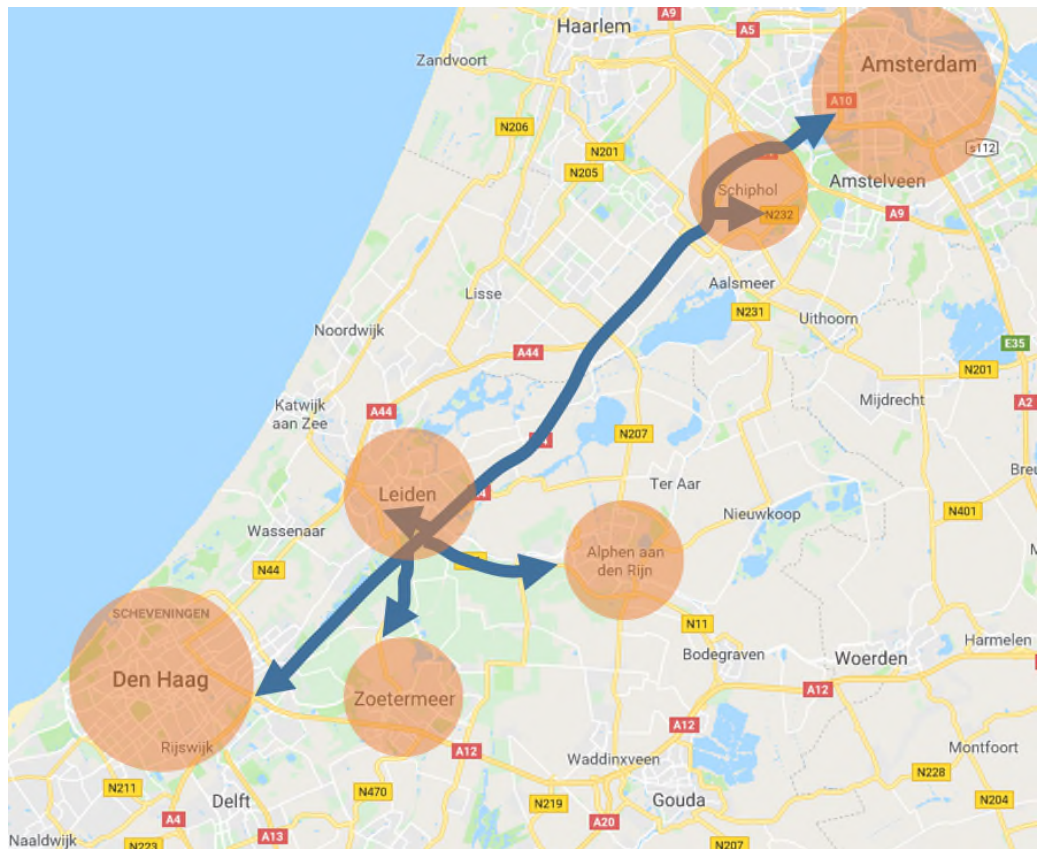 A9
Haarlem
A5
Amsterdam
Zandvoort
A10
N206
s112
N201
N205
Schiphol
Amstelveen
N232
A9
Aalsmeer
Lisse
N231
Uithoorn
Noordwijk
E35
A44
N201
Mijdrecht
A2
Katwijk
aan Zee
A44
N207
Ter Aar
Leiden
Nieuwkoop
N401
Wassenaar
Alphen aan
den Rijn
N44
SCHEVENINGEN
N11
Harmelen
Bodegraven
Woerden
Den Haag
A12
Zoetermeer
A12
Rijswijk
A12
Montfoort
Waddinxveen
N228
N211
N470
Delft
N219
Gouda
N204
A4
A20
Naaldwijk
N223
A13
N207